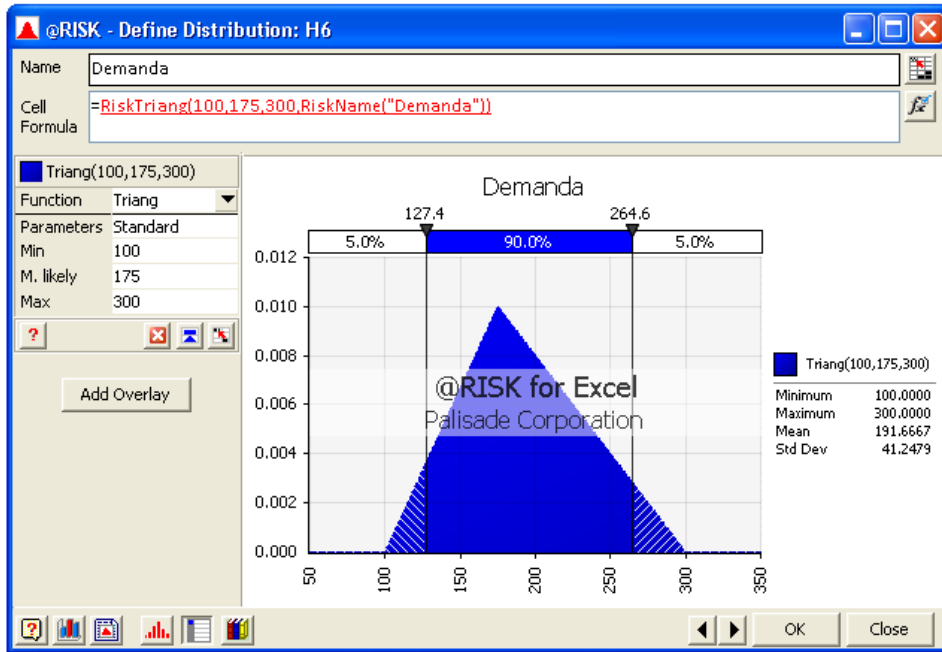 @RISK - Define Distribution: H6
Name Demanda
Cell Formula =RiskTriang(100,175,300,RiskName("Demanda"))
Triang(100,175,300)
Function Triang
Parameters Standard
Min 100
M. likely 175
Max 300
Add Overlay
Demanda
127.4 264.6
5.0% 90.0% 5.0%
0.012
0.010
0.008
0.006
0.004
0.002
0.000
50 100 150 200 250 300 350
@RISK for Excel
Palisade Corporation
Triang(100,175,300)
Minimum 100.0000
Maximum 300.0000
Mean 191.6667
Std Dev 41.2479
OK Close